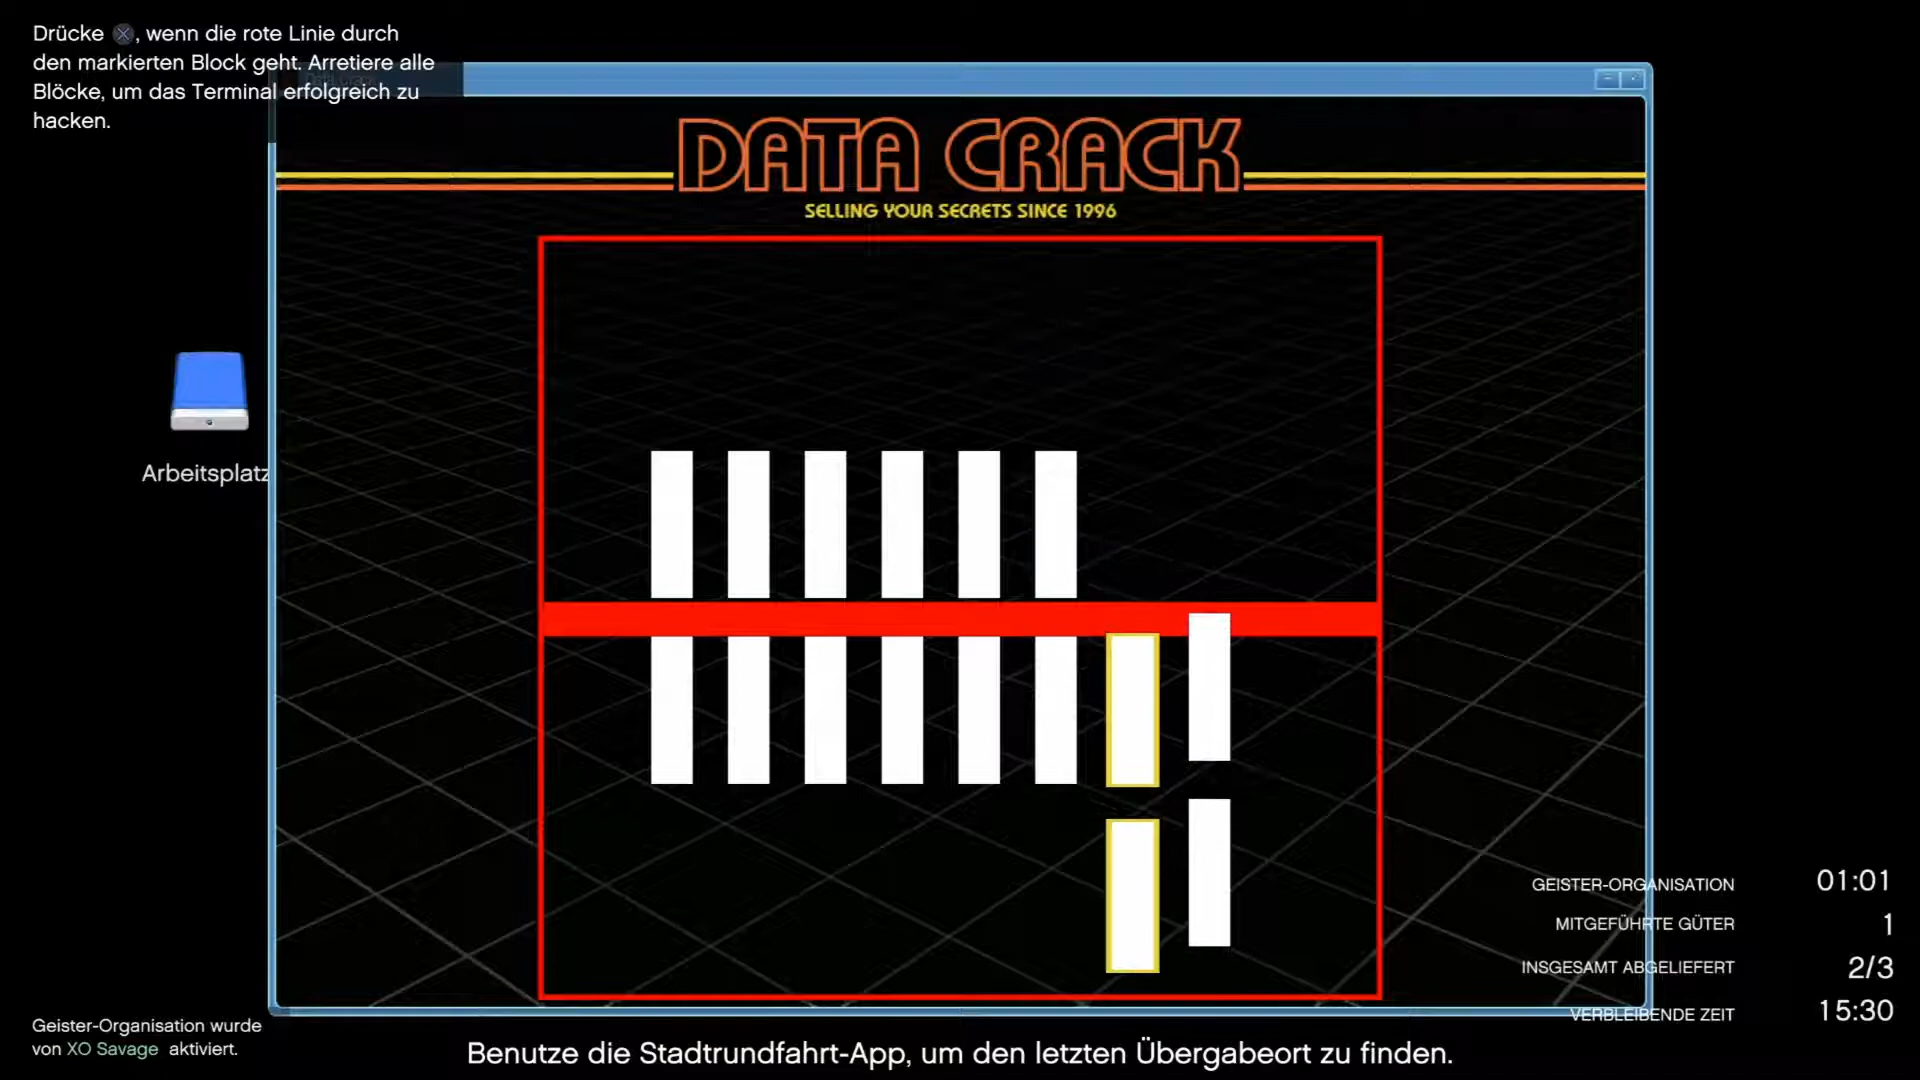 Drücke , wenn die rote Linie durch
den markierten Block geht. Arretiere alle
Blöcke, um das Terminal erfolgreich zu
hacken.
DATA CRACK
SELLING YOUR SECRETS SINCE 1996
Arbeitsplatz
GEISTER-ORGANISATION 01:01
MITGEFÜHRTE GÜTER 1
INSGESAMT ABGELIEFERT 2/3
VERBLEIBENDE ZEIT 15:30
Geister-Organisation wurde
von XO Savage aktiviert.
Benutze die Stadtrundfahrt-App, um den letzten Übergabeort zu finden.